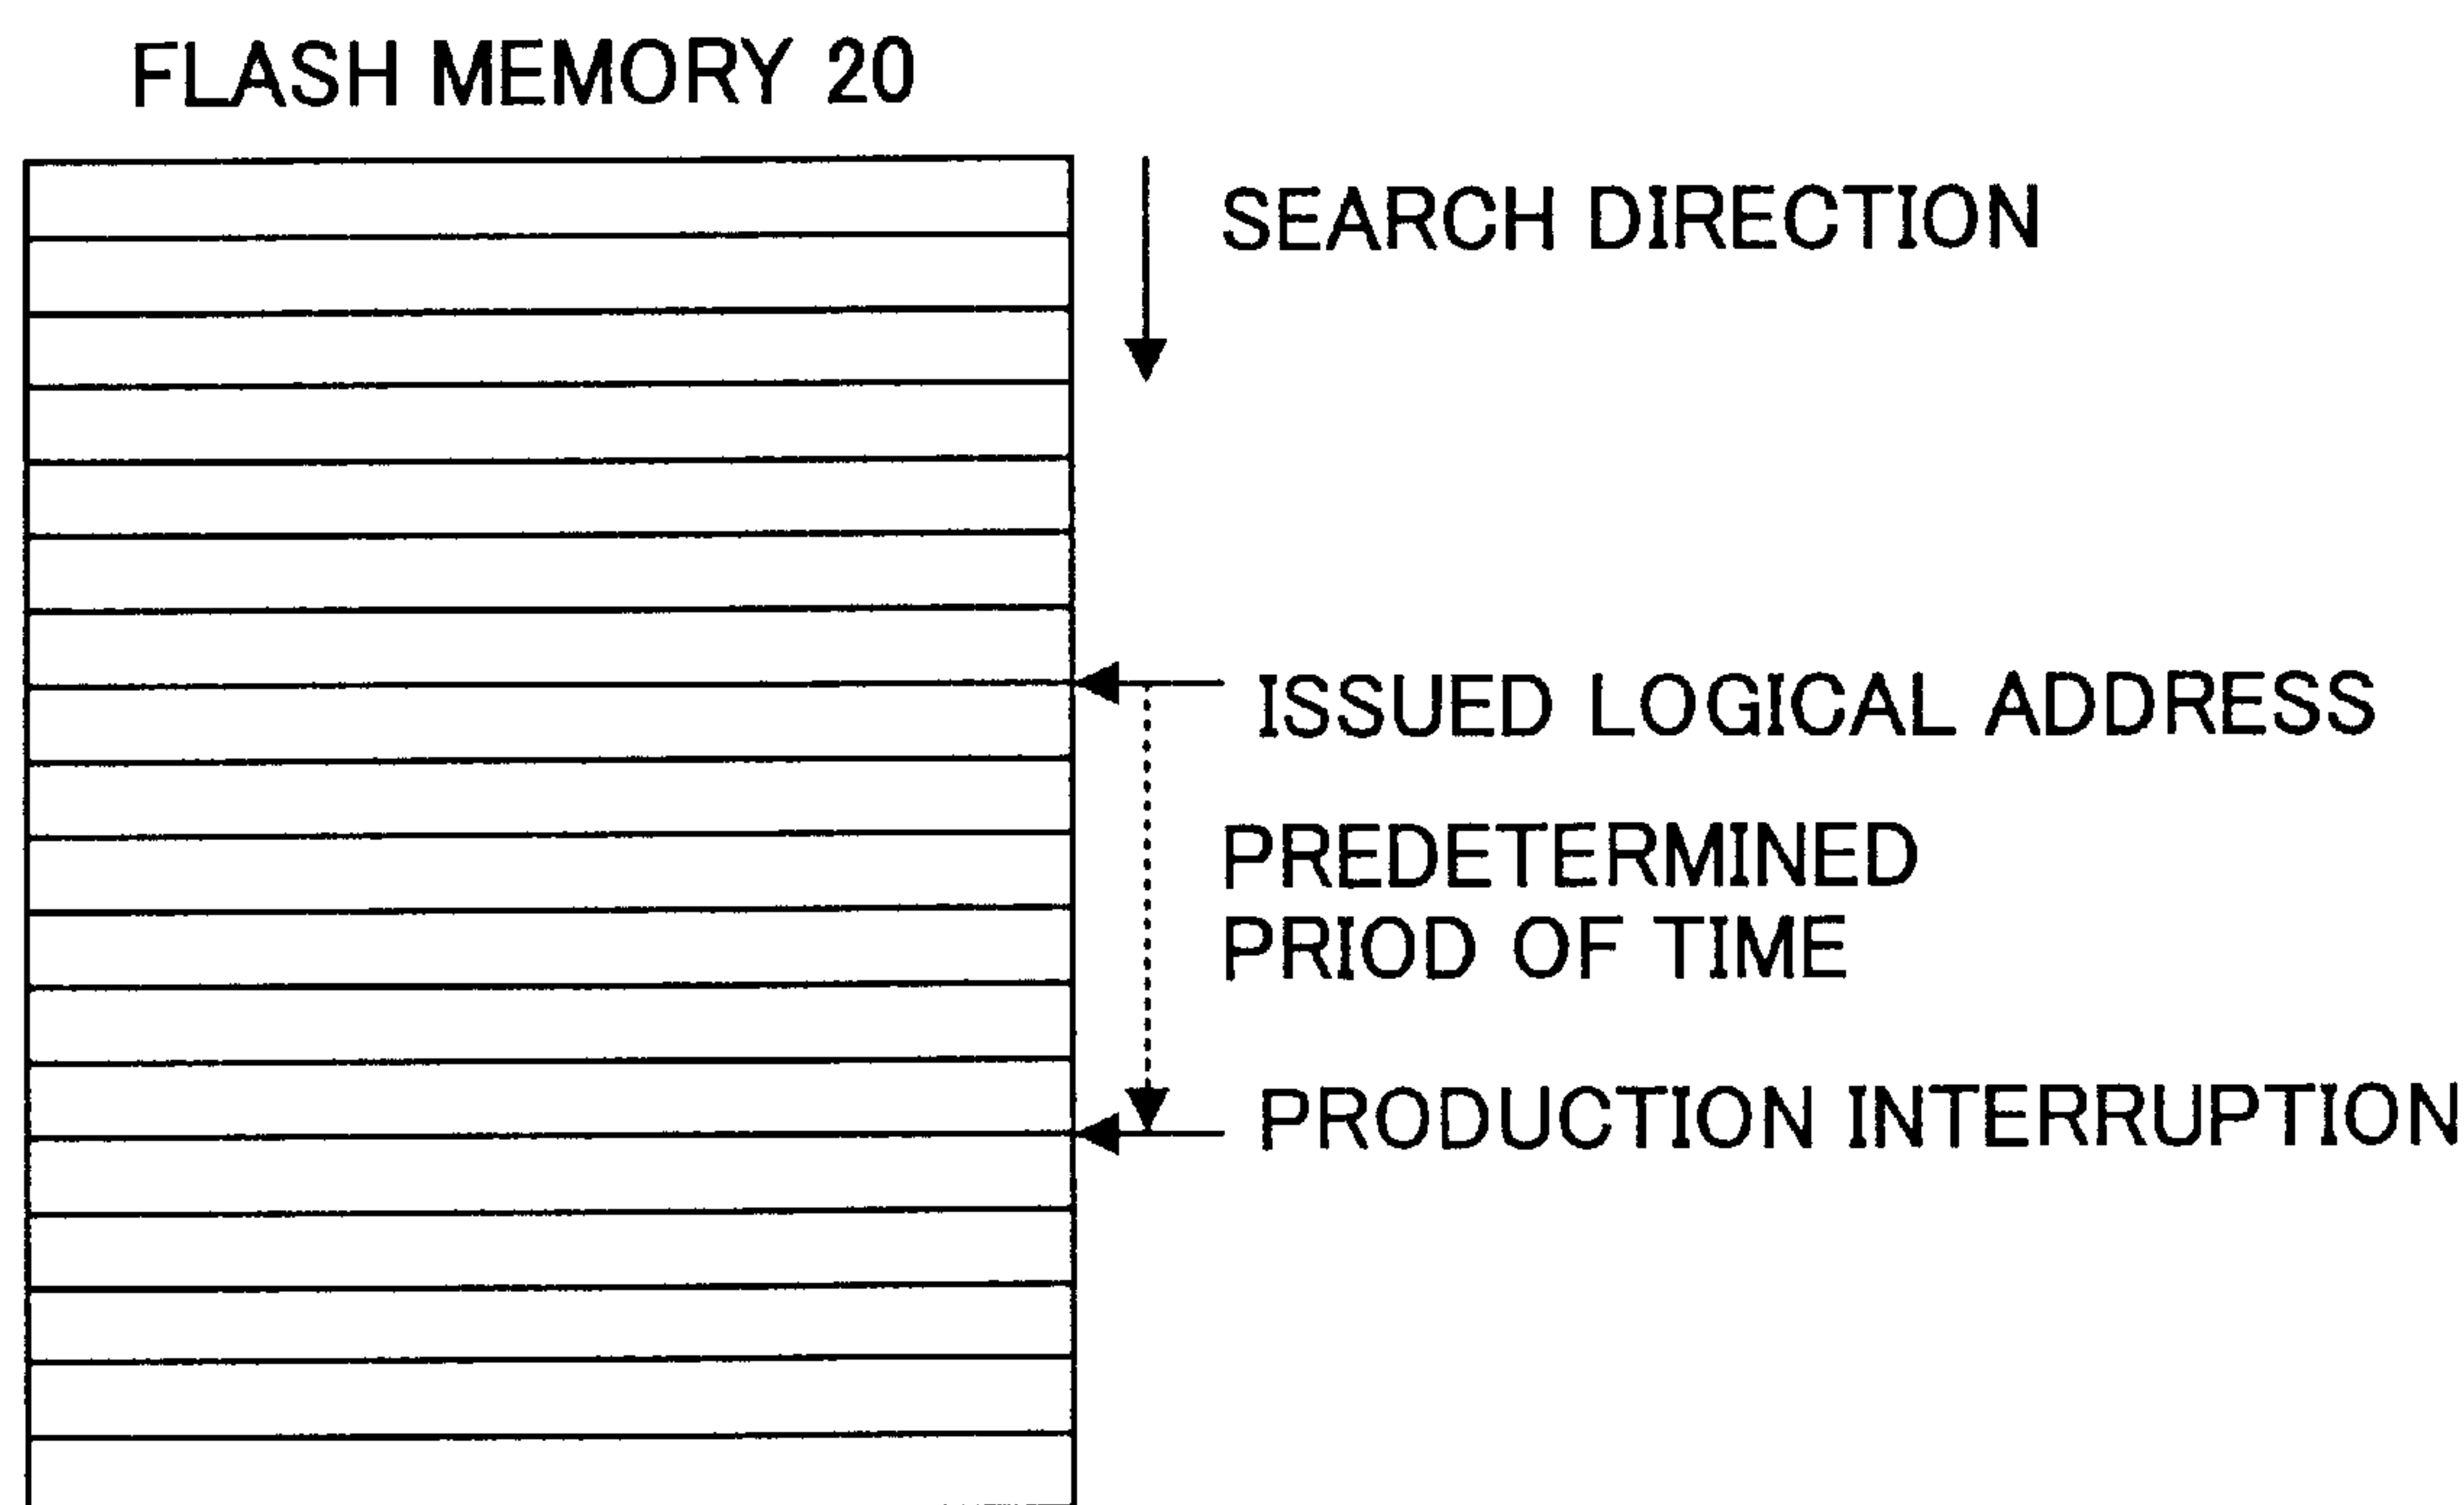 FLASH MEMORY 20
SEARCH DIRECTION
ISSUED LOGICAL ADDRESS
PREDETERMINED
PRIOD OF TIME
PRODUCTION INTERRUPTION